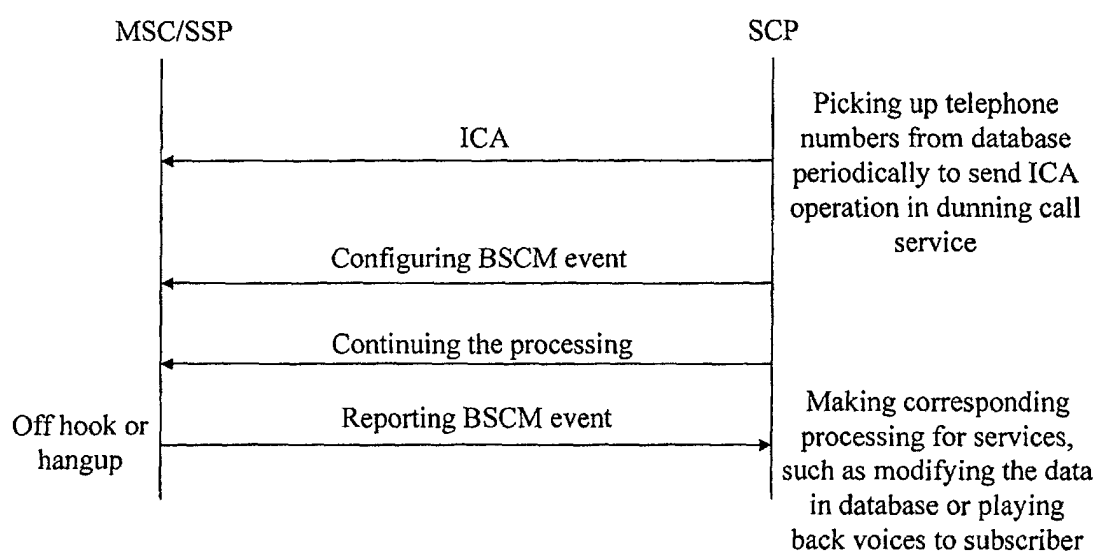 MSC/SSP
SCP
ICA
Picking up telephone
numbers from database
periodically to send ICA
operation in dunning call
service
Configuring BSCM event
Continuing the processing
Off hook or
hangup
Reporting BSCM event
Making corresponding
processing for services,
such as modifying the data
in database or playing
back voices to subscriber